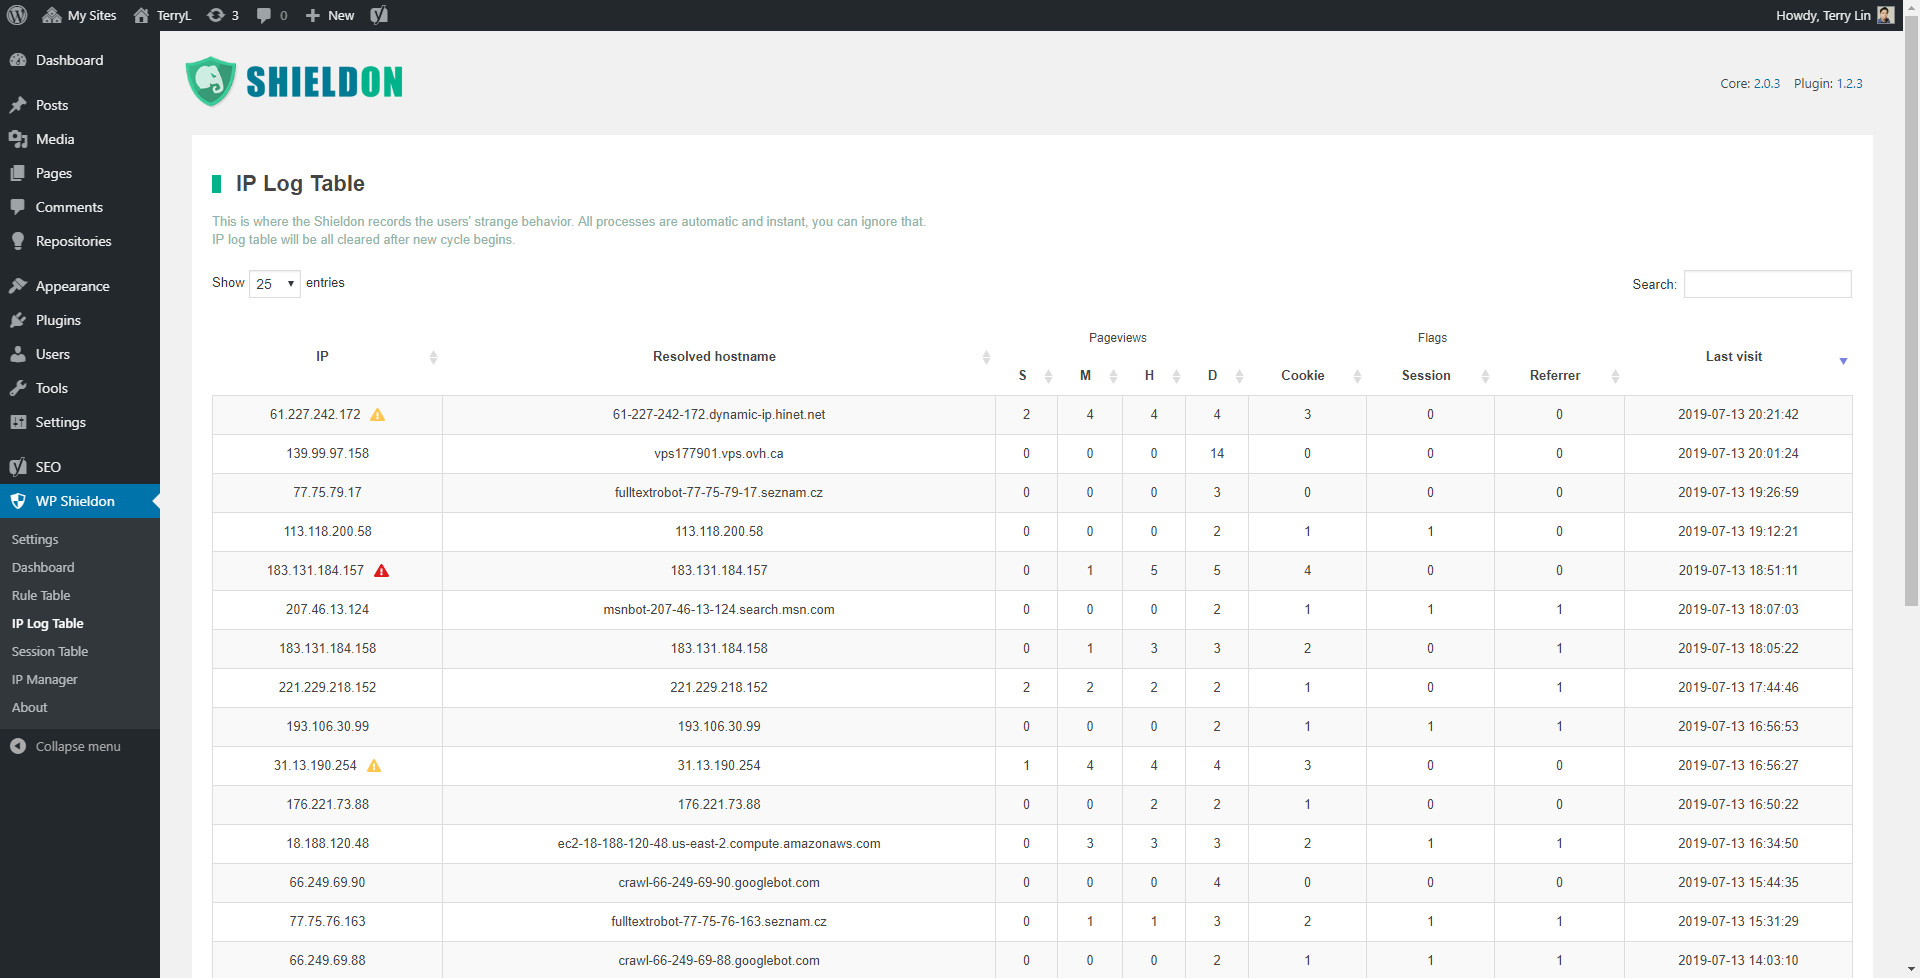 My Sites TerryL 3 0 New Howdy, Terry Lin
Dashboard
Posts
Media
Pages
Comments
Repositories
Appearance
Plugins
Users
Tools
Settings
SEO
WP Shieldon
Settings
Dashboard
Rule Table
IP Log Table
Session Table
IP Manager
About
Collapse menu
SHIELDON
Core: 2.0.3 Plugin: 1.2.3
IP Log Table
This is where the Shieldon records the users' strange behavior. All processes are automatic and instant, you can ignore that.
IP log table will be all cleared after new cycle begins.
Show 25 entries Search:
Pageviews Flags
IP Resolved hostname Last visit
S M H D Cookie Session Referrer
61.227.242.172 61-227-242-172.dynamic-ip.hinet.net 2 4 4 4 3 0 0 2019-07-13 20:21:42
139.99.97.158 vps177901.vps.ovh.ca 0 0 0 14 0 0 0 2019-07-13 20:01:24
77.75.79.17 fulltextrobot-77-75-79-17.seznam.cz 0 0 0 3 0 0 0 2019-07-13 19:26:59
113.118.200.58 113.118.200.58 0 0 0 2 1 1 0 2019-07-13 19:12:21
183.131.184.157 183.131.184.157 0 1 5 5 4 0 0 2019-07-13 18:51:11
207.46.13.124 msnbot-207-46-13-124.search.msn.com 0 0 0 2 1 1 1 2019-07-13 18:07:03
183.131.184.158 183.131.184.158 0 1 3 3 2 0 1 2019-07-13 18:05:22
221.229.218.152 221.229.218.152 2 2 2 2 1 0 1 2019-07-13 17:44:46
193.106.30.99 193.106.30.99 0 0 0 2 1 1 1 2019-07-13 16:56:53
31.13.190.254 31.13.190.254 1 4 4 4 3 0 0 2019-07-13 16:56:27
176.221.73.88 176.221.73.88 0 0 2 2 1 0 0 2019-07-13 16:50:22
18.188.120.48 ec2-18-188-120-48.us-east-2.compute.amazonaws.com 0 3 3 3 2 1 1 2019-07-13 16:34:50
66.249.69.90 crawl-66-249-69-90.googlebot.com 0 0 0 4 0 0 0 2019-07-13 15:44:35
77.75.76.163 fulltextrobot-77-75-76-163.seznam.cz 0 1 1 3 2 1 1 2019-07-13 15:31:29
66.249.69.88 crawl-66-249-69-88.googlebot.com 0 0 0 2 1 1 1 2019-07-13 14:03:10